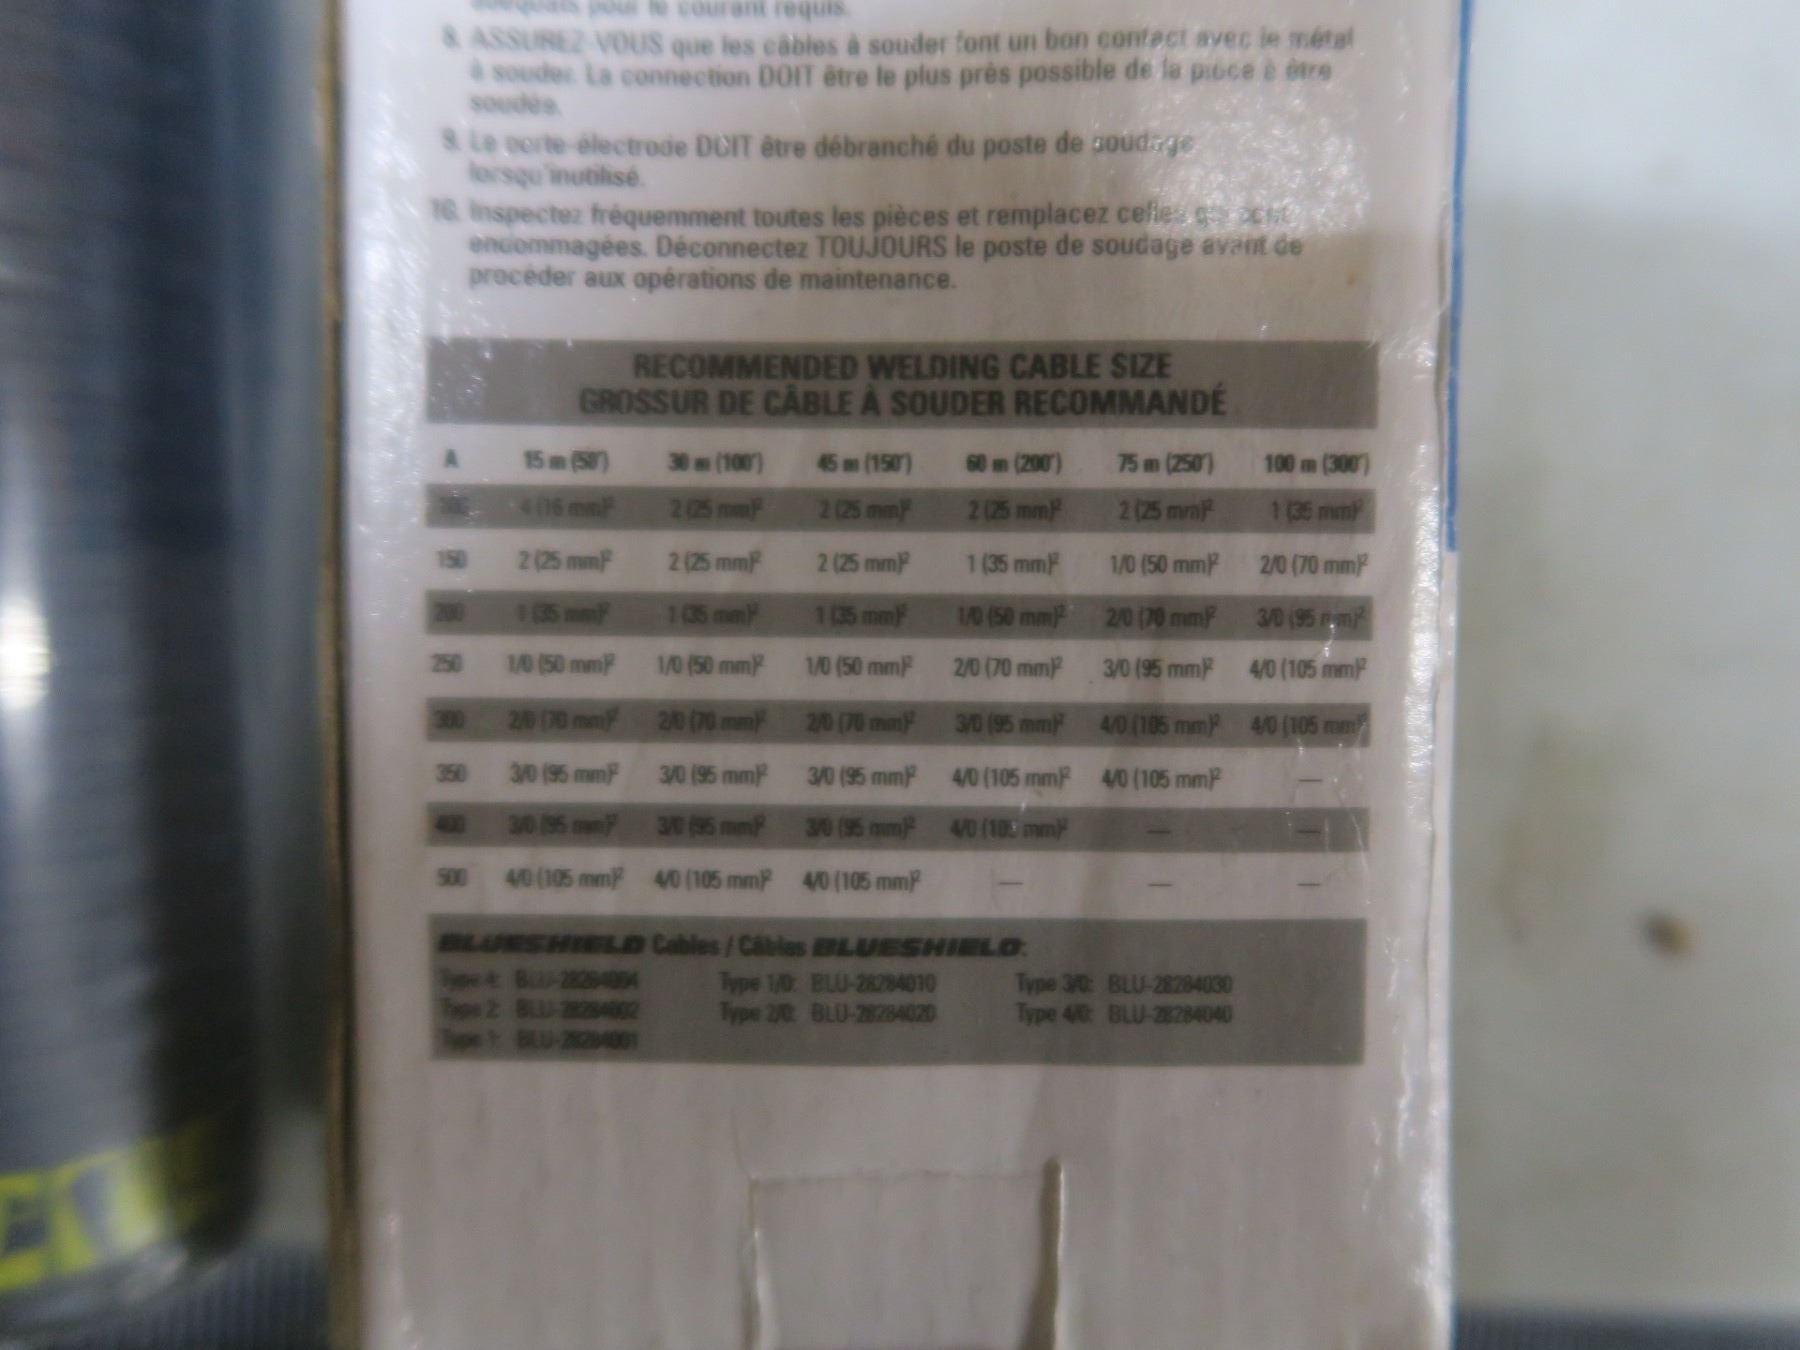 adéquats pour le courant requis.
8. ASSUREZ-VOUS que les câbles à souder font un bon contact avec le métal
à souder. La connection DOIT être le plus près possible de la pièce à être
soudée.
9. Le porte-électrode DOIT être débranché du poste de soudage
lorsqu'inutilisé.
10. Inspectez fréquemment toutes les pièces et remplacez celles qui sont
endommagées. Déconnectez TOUJOURS le poste de soudage avant de
procéder aux opérations de maintenance.
RECOMMENDED WELDING CABLE SIZE
GROSSUR DE CÂBLE À SOUDER RECOMMANDÉ
A 15 m (50') 30 m (100') 45 m (150') 60 m (200') 75 m (250') 100 m (300')
100 4 (16 mm)² 2 (25 mm)² 2 (25 mm)² 2 (25 mm)² 2 (25 mm)² 1 (35 mm)²
150 2 (25 mm)² 2 (25 mm)² 2 (25 mm)² 1 (35 mm)² 1/0 (50 mm)² 2/0 (70 mm)²
200 1 (35 mm)² 1 (35 mm)² 1 (35 mm)² 1/0 (50 mm)² 2/0 (70 mm)² 3/0 (95 mm)²
250 1/0 (50 mm)² 1/0 (50 mm)² 1/0 (50 mm)² 2/0 (70 mm)² 3/0 (95 mm)² 4/0 (105 mm)²
300 2/0 (70 mm)² 2/0 (70 mm)² 2/0 (70 mm)² 3/0 (95 mm)² 4/0 (105 mm)² 4/0 (105 mm)²
350 3/0 (95 mm)² 3/0 (95 mm)² 3/0 (95 mm)² 4/0 (105 mm)² 4/0 (105 mm)² —
400 3/0 (95 mm)² 3/0 (95 mm)² 3/0 (95 mm)² 4/0 (105 mm)² — —
500 4/0 (105 mm)² 4/0 (105 mm)² 4/0 (105 mm)² — — —
BLUESHIELD Cables / Câbles BLUESHIELD:
Type 4: BLU-28284004 Type 1/0: BLU-28284010 Type 3/0: BLU-28284030
Type 2: BLU-28284002 Type 2/0: BLU-28284020 Type 4/0: BLU-28284040
Type 1: BLU-28284001